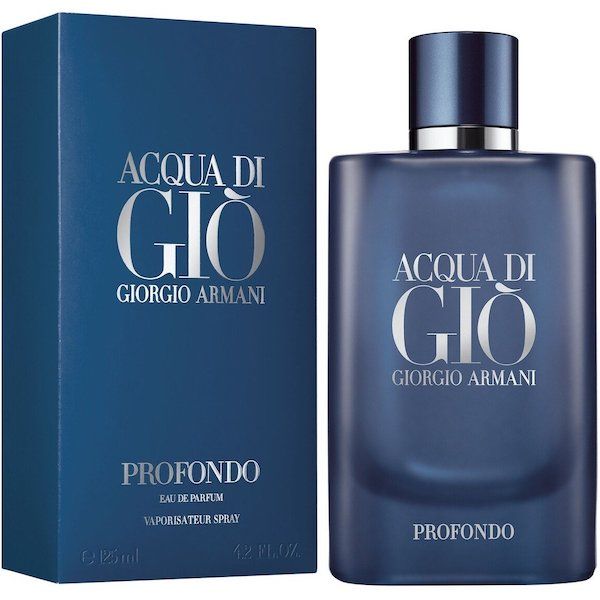 ACQUA DI
GIÒ
GIORGIO ARMANI
PROFONDO
EAU DE PARFUM
VAPORISATEUR SPRAY
e 125 ml 4.2 FL.OZ.
ACQUA DI
GIÒ
GIORGIO ARMANI
PROFONDO